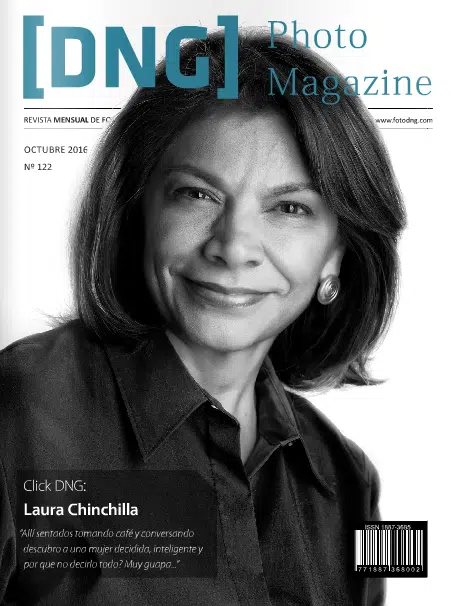 [DNG] Photo
Magazine
REVISTA MENSUAL DE FO
www.fotodng.com
OCTUBRE 2016
Nº 122
Click DNG:
Laura Chinchilla
"Allí sentados tomando café y conversando
descubro a una mujer decidida, inteligente y
por que no decirlo todo? Muy guapa..."
ISSN 1887-3685
771887 368002